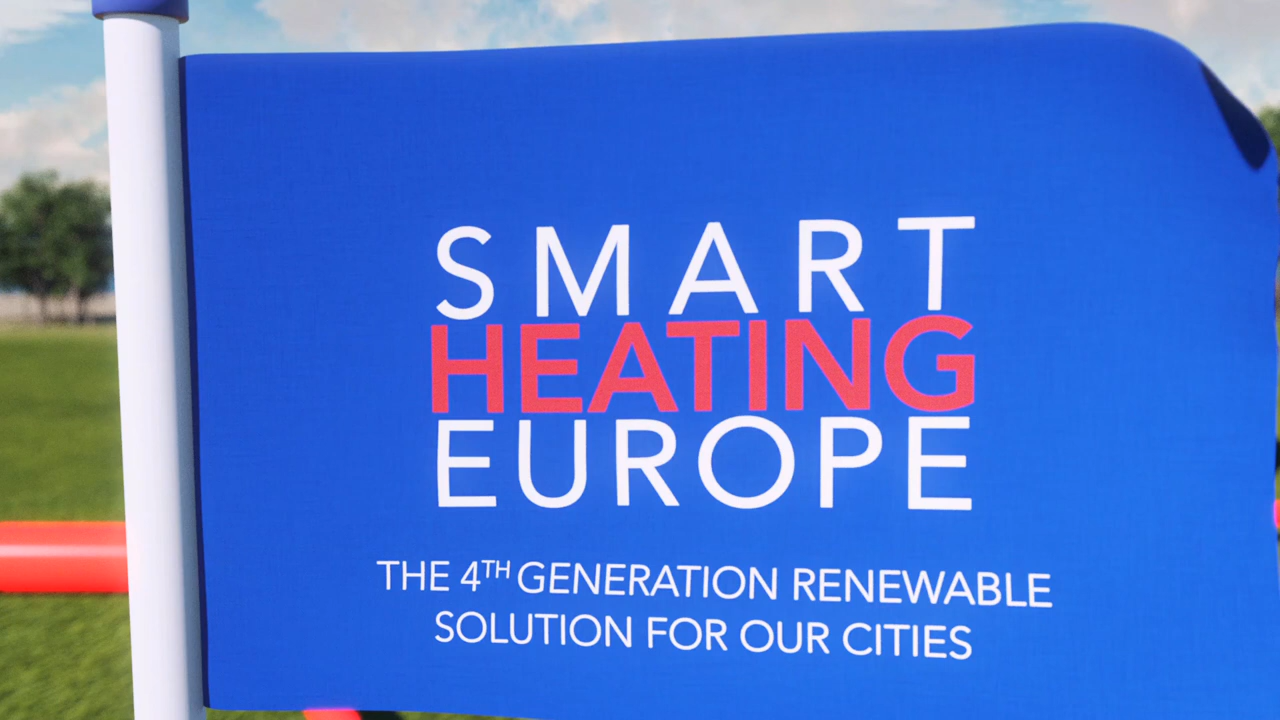 SMART
HEATING
EUROPE
THE 4TH GENERATION RENEWABLE
SOLUTION FOR OUR CITIES